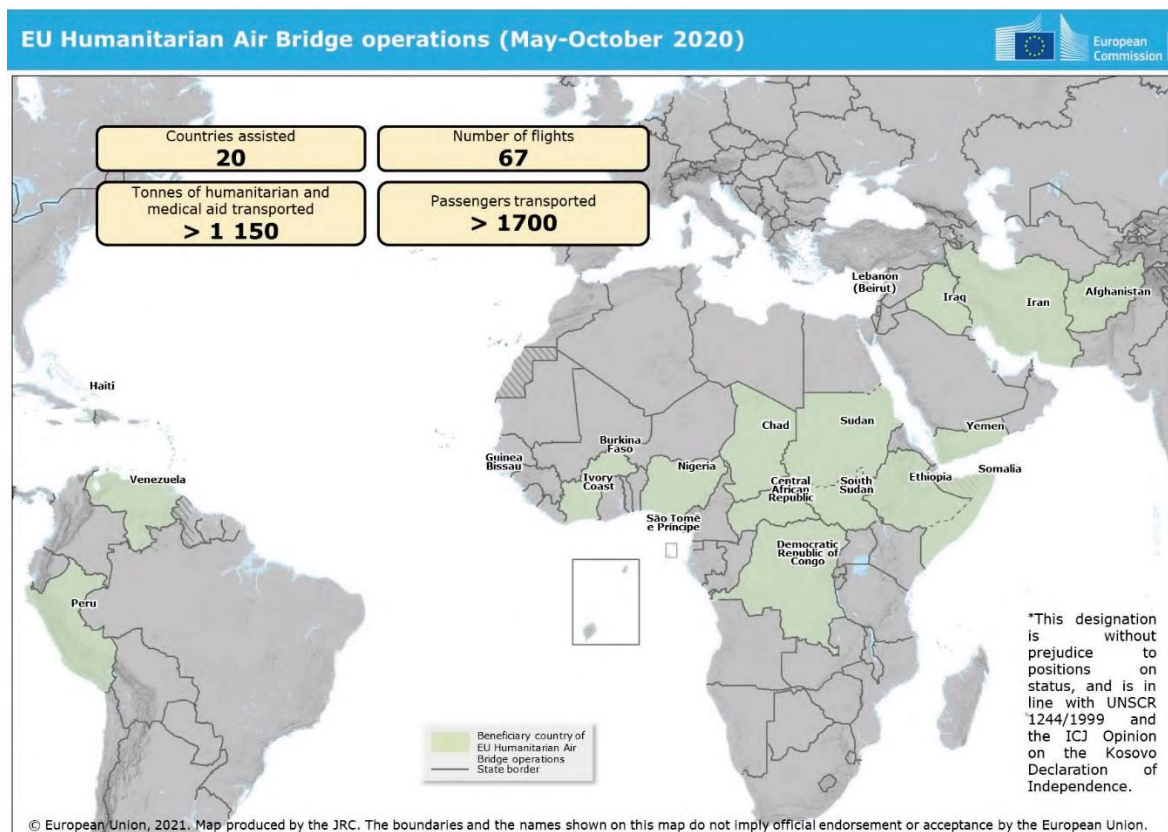 EU Humanitarian Air Bridge operations (May-October 2020)
European
Commission
Countries assisted
20
Number of flights
67
Tonnes of humanitarian and
medical aid transported
> 1 150
Passengers transported
> 1700
Lebanon
(Beirut)
Iraq
Iran
Afghanistan
Haiti
Chad
Sudan
Yemen
Burkina
Faso
Guinea
Bissau
Nigeria
Somalia
Venezuela
Ivory
Coast
Central
African
Republic
South
Sudan
Ethiopia
São Tomé
e Príncipe
Democratic
Republic of
Congo
Peru
*This designation
is without
prejudice to
positions on
status, and is in
line with UNSCR
1244/1999 and
the ICJ Opinion
on the Kosovo
Declaration of
Independence.
Beneficiary country of
EU Humanitarian Air
Bridge operations
State border
© European Union, 2021. Map produced by the JRC. The boundaries and the names shown on this map do not imply official endorsement or acceptance by the European Union.